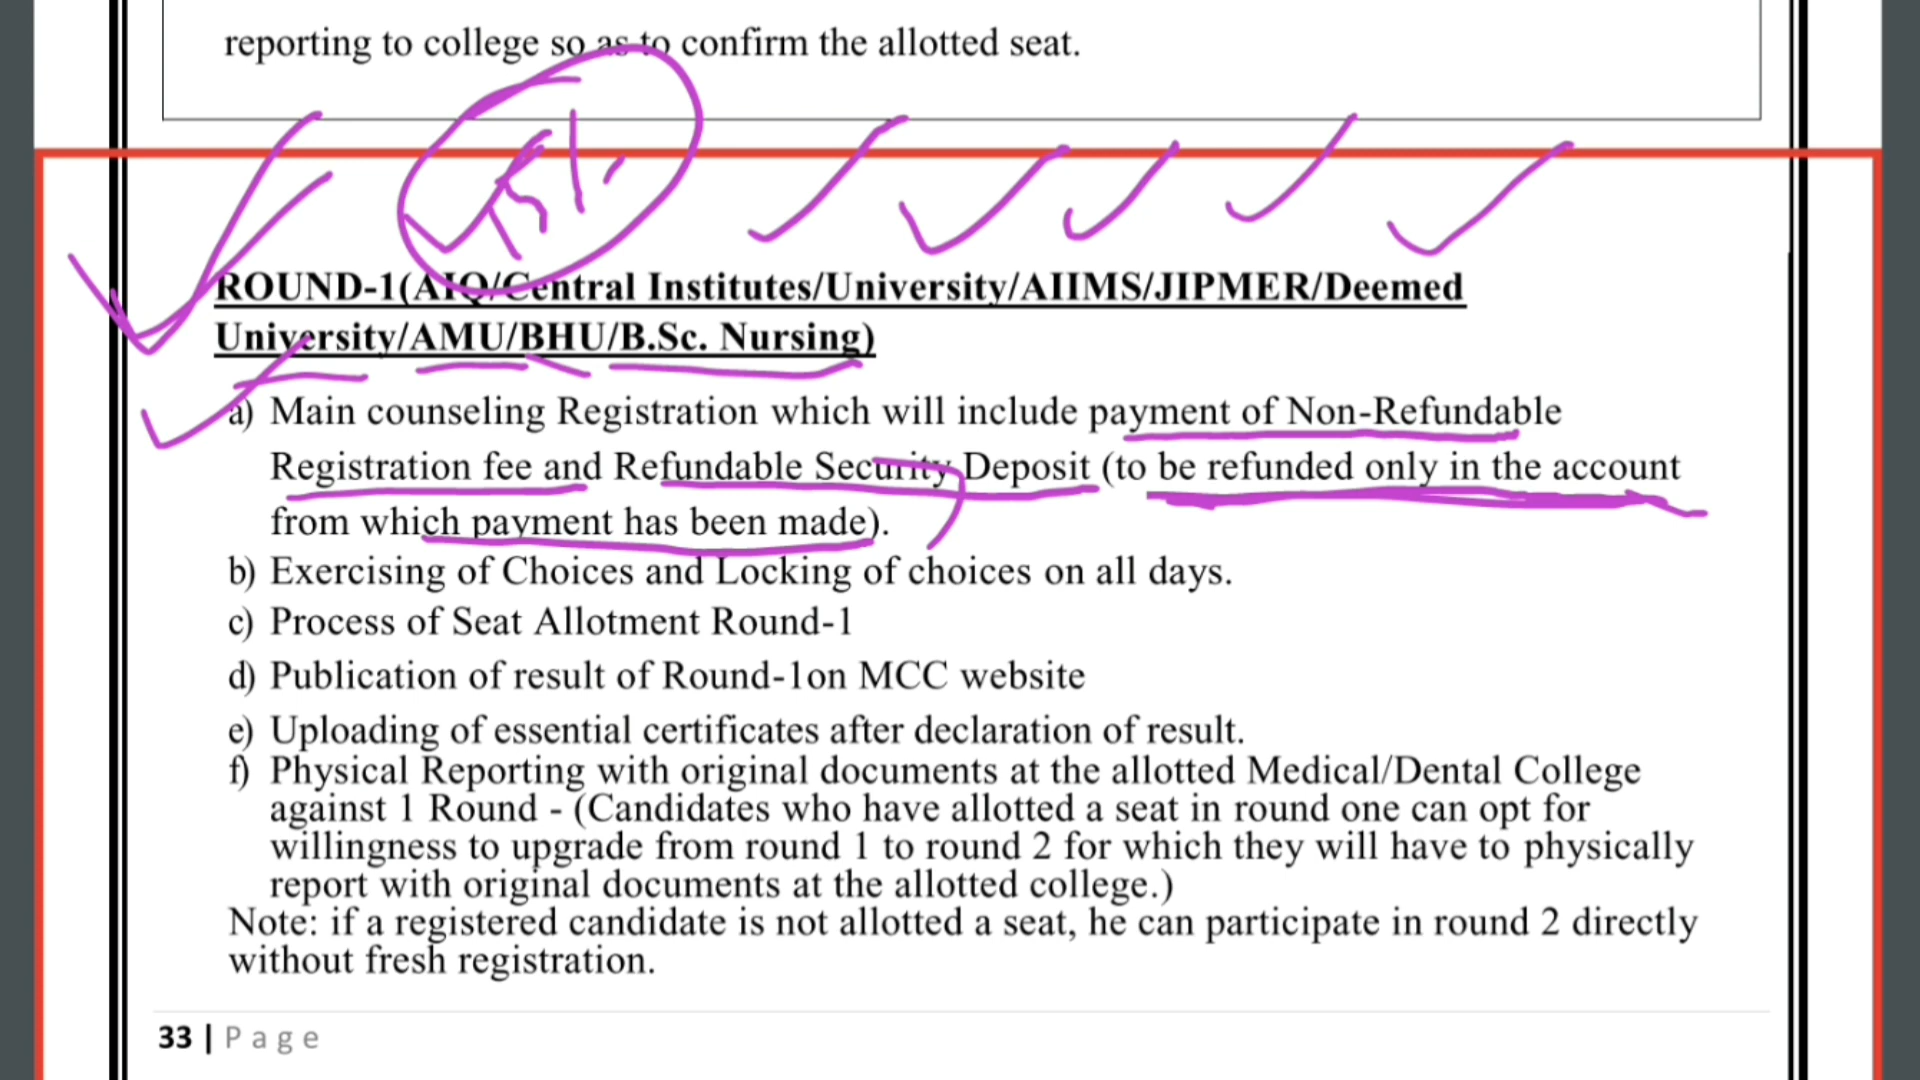 reporting to college so as to confirm the allotted seat.
ROUND-1(AIQ/Central Institutes/University/AIIMS/JIPMER/Deemed
University/AMU/BHU/B.Sc. Nursing)
a) Main counseling Registration which will include payment of Non-Refundable
Registration fee and Refundable Security Deposit (to be refunded only in the account
from which payment has been made).
b) Exercising of Choices and Locking of choices on all days.
c) Process of Seat Allotment Round-1
d) Publication of result of Round-1on MCC website
e) Uploading of essential certificates after declaration of result.
f) Physical Reporting with original documents at the allotted Medical/Dental College
against 1 Round - (Candidates who have allotted a seat in round one can opt for
willingness to upgrade from round 1 to round 2 for which they will have to physically
report with original documents at the allotted college.)
Note: if a registered candidate is not allotted a seat, he can participate in round 2 directly
without fresh registration.
33 | Page